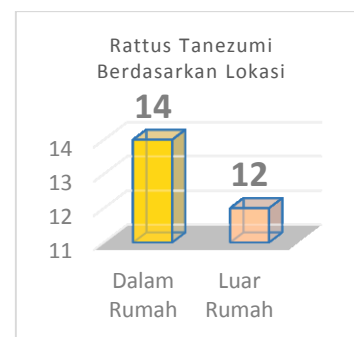 Rattus Tanezumi
Berdasarkan Lokasi
14
12
14
13
12
11
Dalam Rumah
Luar Rumah